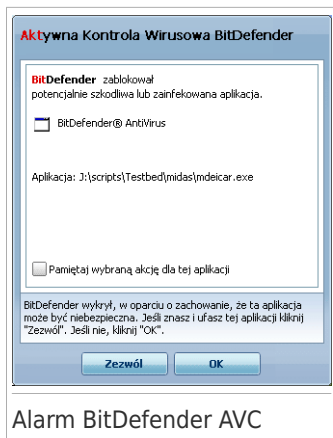 Aktywna Kontrola Wirusowa BitDefender
BitDefender zablokował
potencjalnie szkodliwa lub zainfekowana aplikacja.
BitDefender® AntiVirus
Aplikacja: J:\scripts\Testbed\midas\mdeicar.exe
Pamiętaj wybraną akcję dla tej aplikacji
BitDefender wykrył, w oparciu o zachowanie, że ta aplikacja
może być niebezpieczna. Jeśli znasz i ufasz tej aplikacji kliknij
"Zezwól". Jeśli nie, kliknij "OK".
Zezwól OK
Alarm BitDefender AVC